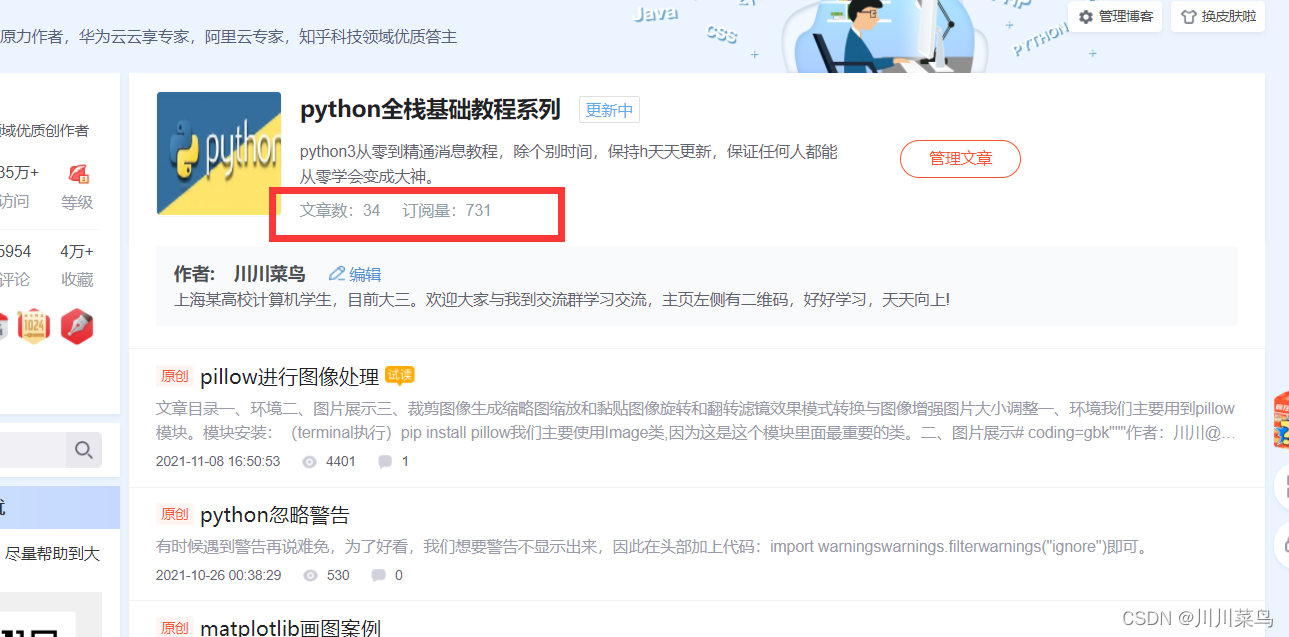 Java
CSS
PYTHON
管理博客
换皮肤啦
原力作者，华为云云享专家，阿里云专家，知乎科技领域优质答主
域优质创作者
35万+
访问
等级
5954
4万+
评论
收藏
1024
尽量帮助到大
python
python全栈基础教程系列 更新中
python3从零到精通消息教程，除个别时间，保持h天天更新，保证任何人都能
从零学会变成大神。
管理文章
文章数：34 订阅量：731
作者： 川川菜鸟 编辑
上海某高校计算机学生，目前大三。欢迎大家与我到交流群学习交流，主页左侧有二维码，好好学习，天天向上!
原创 pillow进行图像处理 试读
文章目录一、环境二、图片展示三、裁剪图像生成缩略图缩放和黏贴图像旋转和翻转滤镜效果模式转换与图像增强图片大小调整一、环境我们主要用到pillow
模块。模块安装：（terminal执行）pip install pillow我们主要使用Image类,因为这是这个模块里面最重要的类。二、图片展示# coding=gbk"""作者：川川@...
2021-11-08 16:50:53 4401 1
原创 python忽略警告
有时候遇到警告再说难免，为了好看，我们想要警告不显示出来，因此在头部加上代码：import warningswarnings.filterwarnings("ignore")即可。
2021-10-26 00:38:29 530 0
原创 matplotlib画图案例
CSDN @川川菜鸟